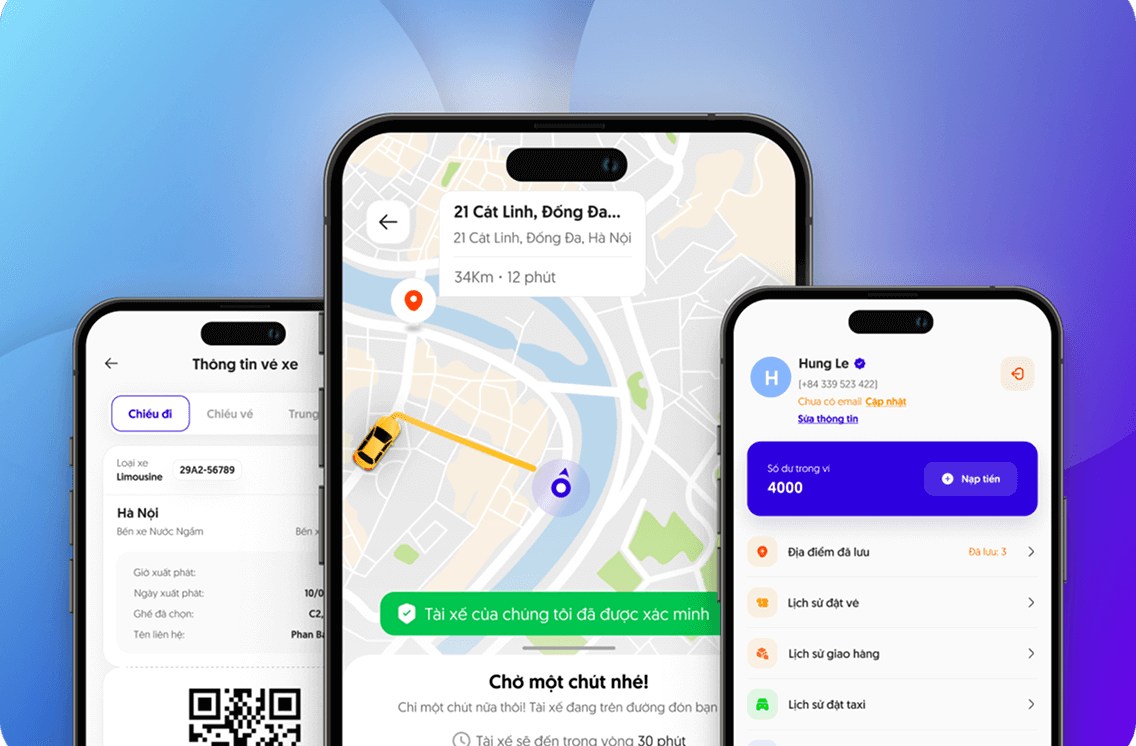 Thông tin vé xe
Chiều đi
Chiều về
Trung
Loại xe
Limousine
29A2-56789
Hà Nội
Bến xe Nước Ngầm
Bến x
Giờ xuất phát:
Ngày xuất phát:
10/0
Ghế đã chọn:
C2,
Tên liên hệ:
Phan Bả
21 Cát Linh, Đống Đa...
21 Cát Linh, Đống Đa, Hà Nội
34Km · 12 phút
Tài xế của chúng tôi đã được xác minh
Chờ một chút nhé!
Chỉ một chút nữa thôi! Tài xế đang trên đường đón bạn
Tài xế sẽ đến trong vòng 30 phút
H
Hung Le
(+84 339 523 422)
Chưa có email Cập nhật
Sửa thông tin
Số dư trong ví
4000
Nạp tiền
Địa điểm đã lưu
Đã lưu: 3
Lịch sử đặt vé
Lịch sử giao hàng
Lịch sử đặt taxi